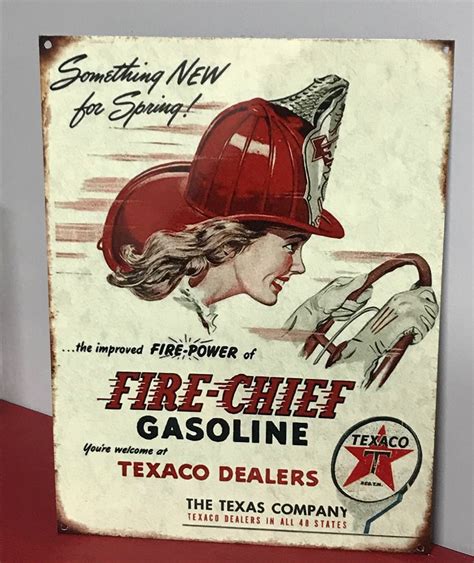 Something NEW
for Spring!
...the improved FIRE-POWER of
FIRE-CHIEF
GASOLINE
You're welcome at
TEXACO DEALERS
TEXACO
T
THE TEXAS COMPANY
TEXACO DEALERS IN ALL 48 STATES